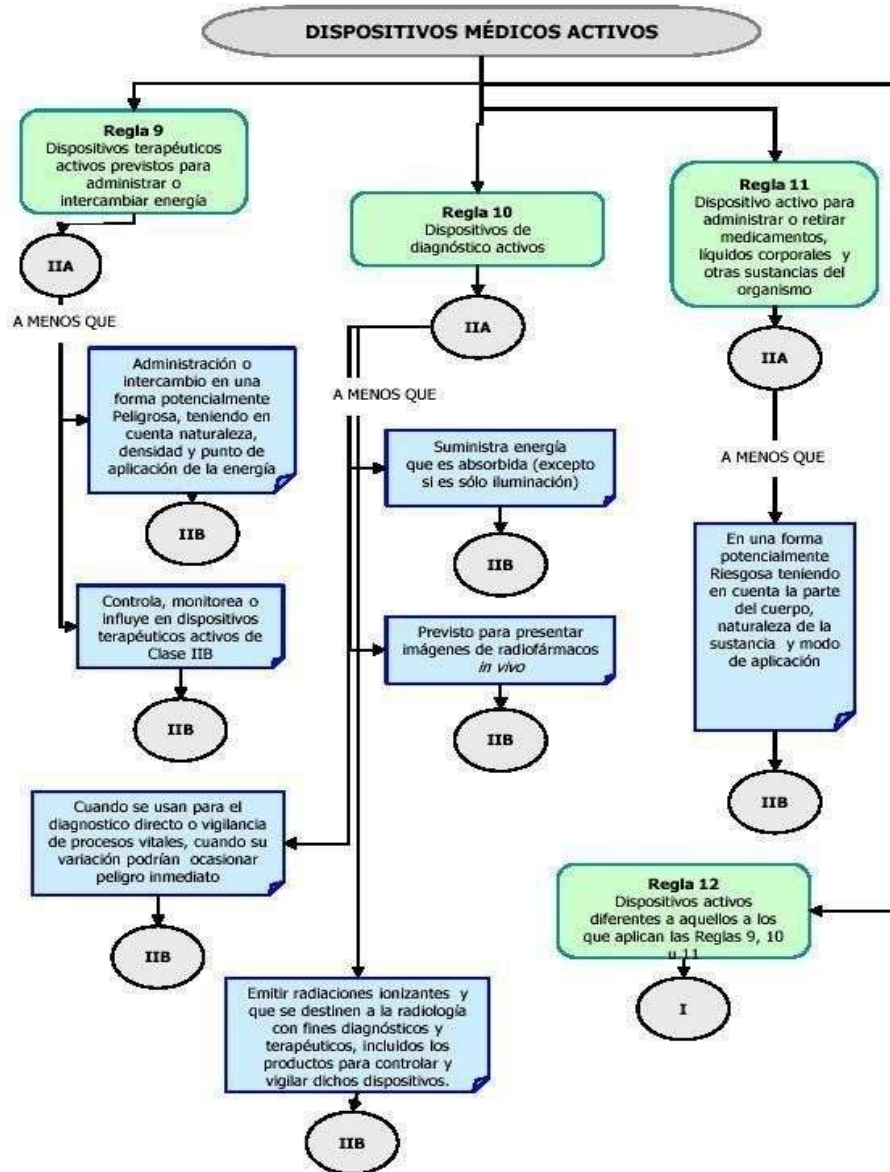 DISPOSITIVOS MÉDICOS ACTIVOS
Regla 9
Dispositivos terapéuticos
activos previstos para
administrar o
intercambiar energía
IIA
A MENOS QUE
Administración o
intercambio en una
forma potencialmente
Peligrosa, teniendo en
cuenta naturaleza,
densidad y punto de
aplicación de la energía
IIB
Controla, monitorea o
influye en dispositivos
terapéuticos activos de
Clase IIB
IIB
Regla 10
Dispositivos de
diagnóstico activos
IIA
A MENOS QUE
Suministra energía
que es absorbida (excepto
si es sólo iluminación)
IIB
Previsto para presentar
imágenes de radiofármacos
in vivo
IIB
Cuando se usan para el
diagnostico directo o vigilancia
de procesos vitales, cuando su
variación podrían ocasionar
peligro inmediato
IIB
Emitir radiaciones ionizantes y
que se destinen a la radiología
con fines diagnósticos y
terapéuticos, incluidos los
productos para controlar y
vigilar dichos dispositivos.
IIB
Regla 11
Dispositivo activo para
administrar o retirar
medicamentos,
líquidos corporales y
otras sustancias del
organismo
IIA
A MENOS QUE
En una forma
potencialmente
Riesgosa teniendo
en cuenta la parte
del cuerpo,
naturaleza de la
sustancia y modo
de aplicación
IIB
Regla 12
Dispositivos activos
diferentes a aquellos a los
que aplican las Reglas 9, 10
u 11
I